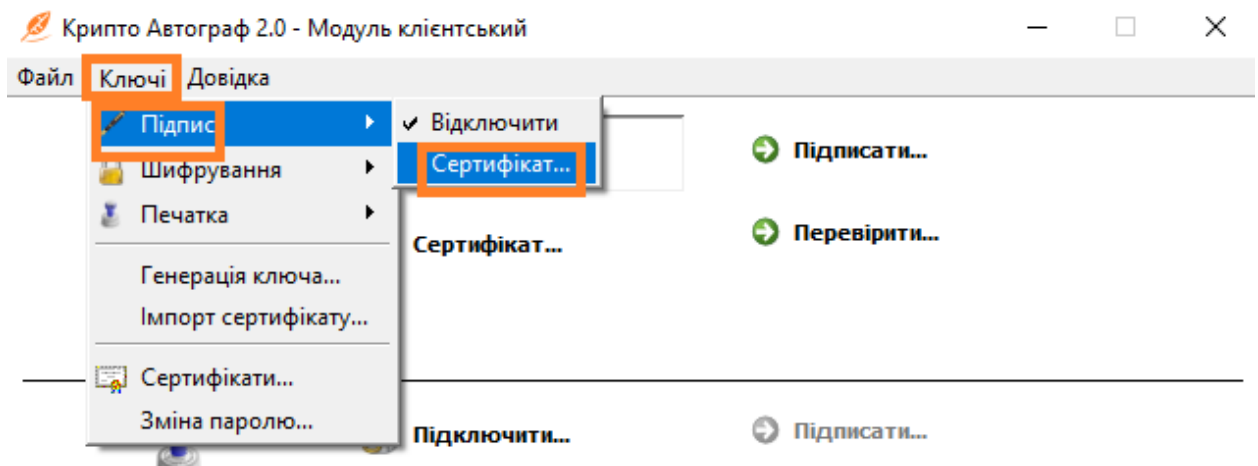 Крипто Автограф 2.0 - Модуль клієнтський
Файл Ключі Довідка
Підпис
Відключити
Сертифікат...
Шифрування
Печатка
Генерація ключа...
Імпорт сертифікату...
Сертифікати...
Зміна паролю...
Підписати...
Сертифікат...
Перевірити...
Підключити...
Підписати...